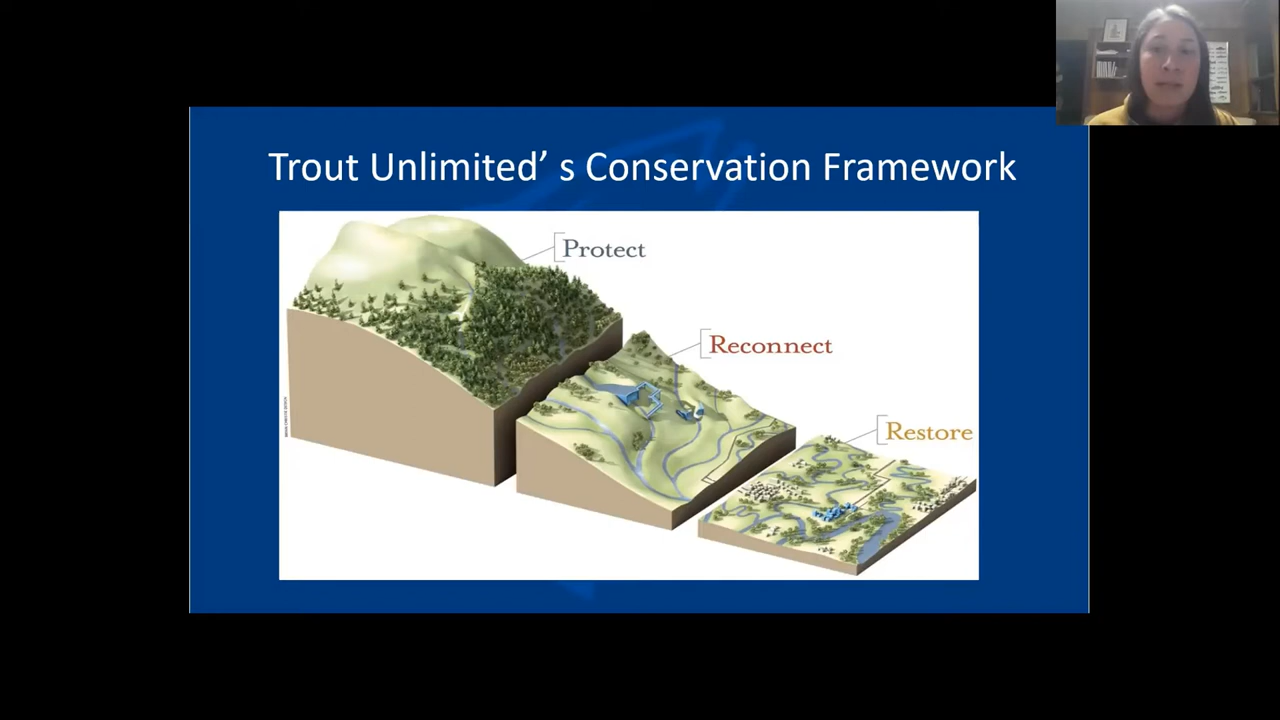 Trout Unlimited’ s Conservation Framework
Protect
Reconnect
Restore